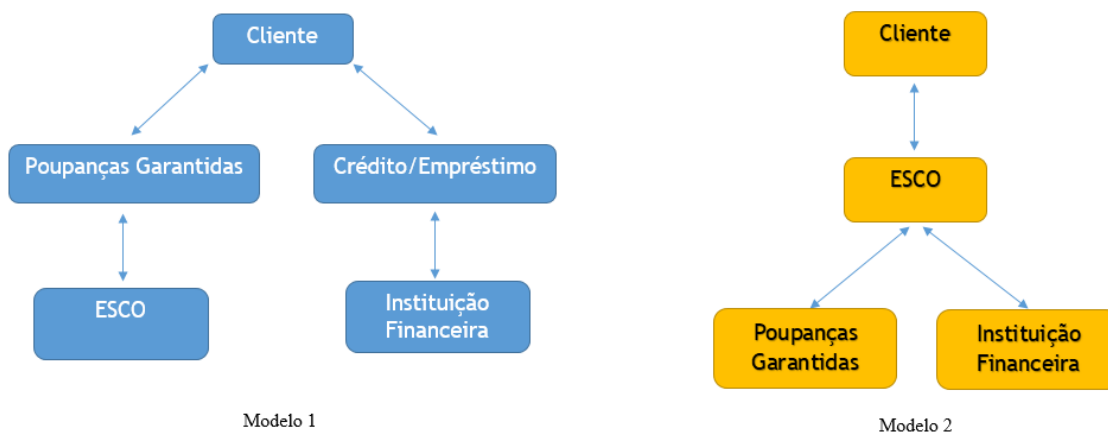 Cliente
Poupanças Garantidas
Crédito/Empréstimo
ESCO
Instituição
Financeira
Modelo 1
Cliente
ESCO
Poupanças
Garantidas
Instituição
Financeira
Modelo 2